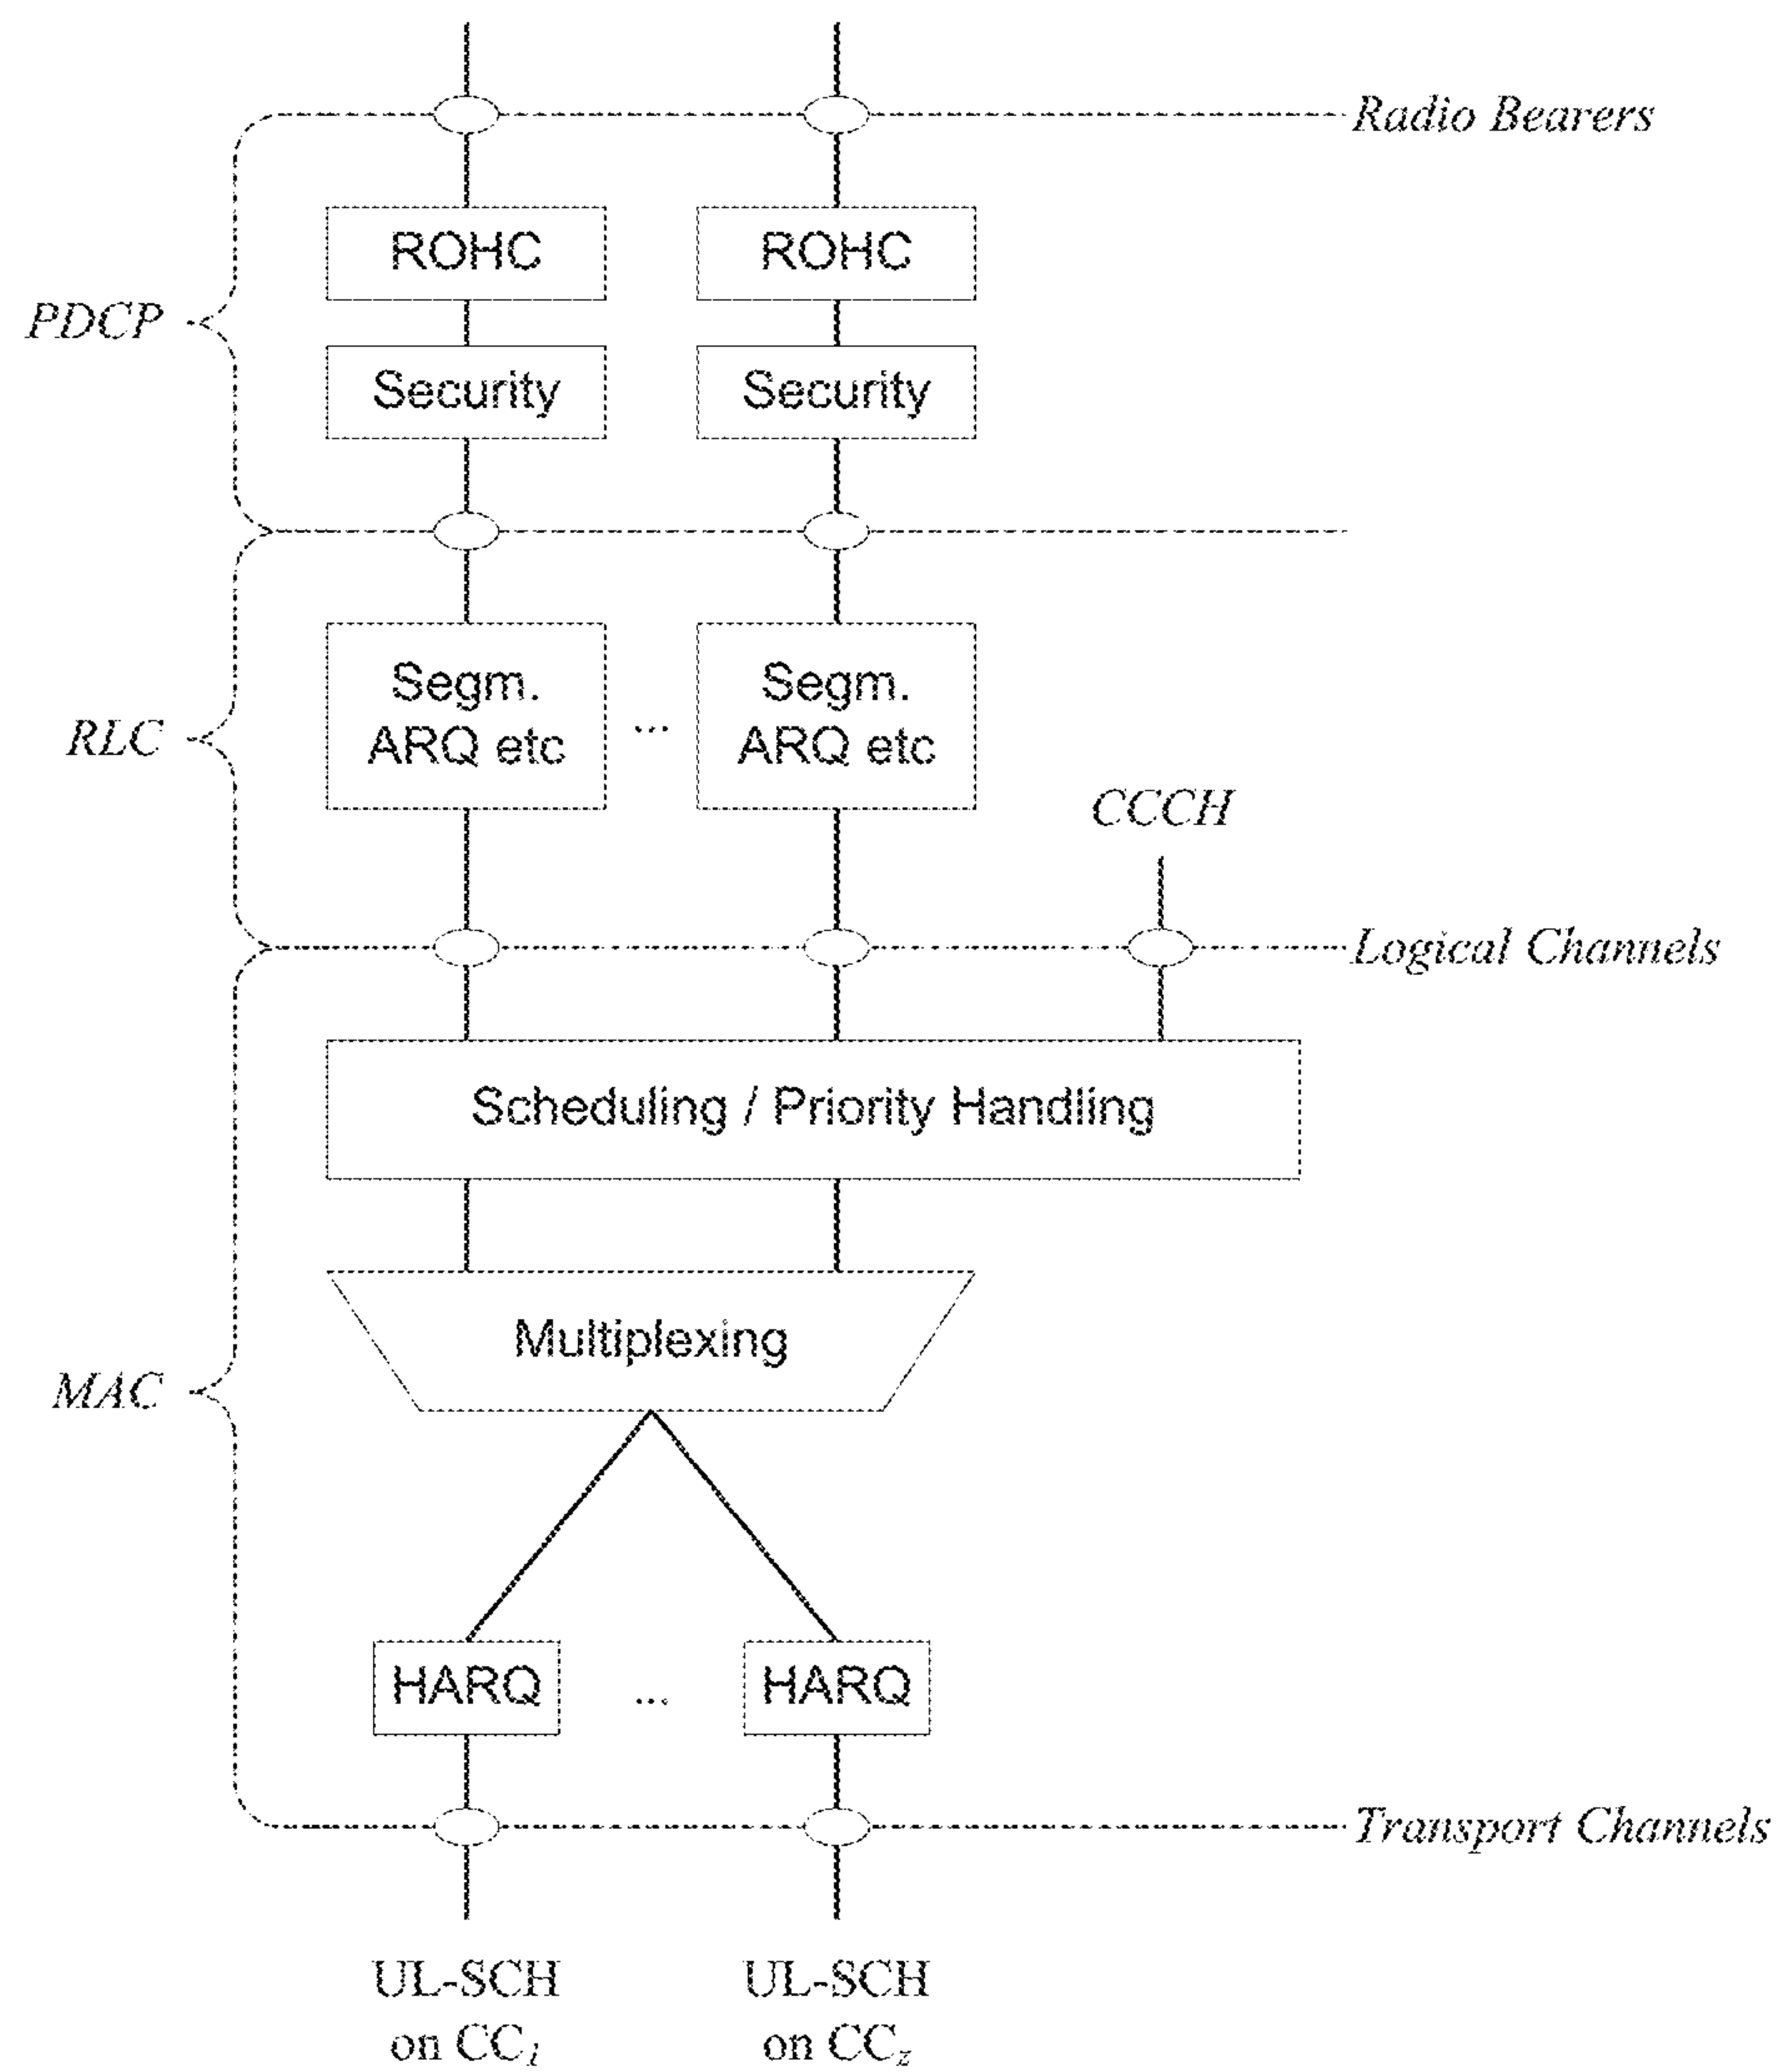 Radio Bearers
ROHC ROHC
PDCP
Security Security
Segm. Segm.
ARQ etc ... ARQ etc
RLC
CCCH
Logical Channels
Scheduling / Priority Handling
Multiplexing
MAC
HARQ ... HARQ
Transport Channels
UL-SCH UL-SCH
on CC1 on CCz